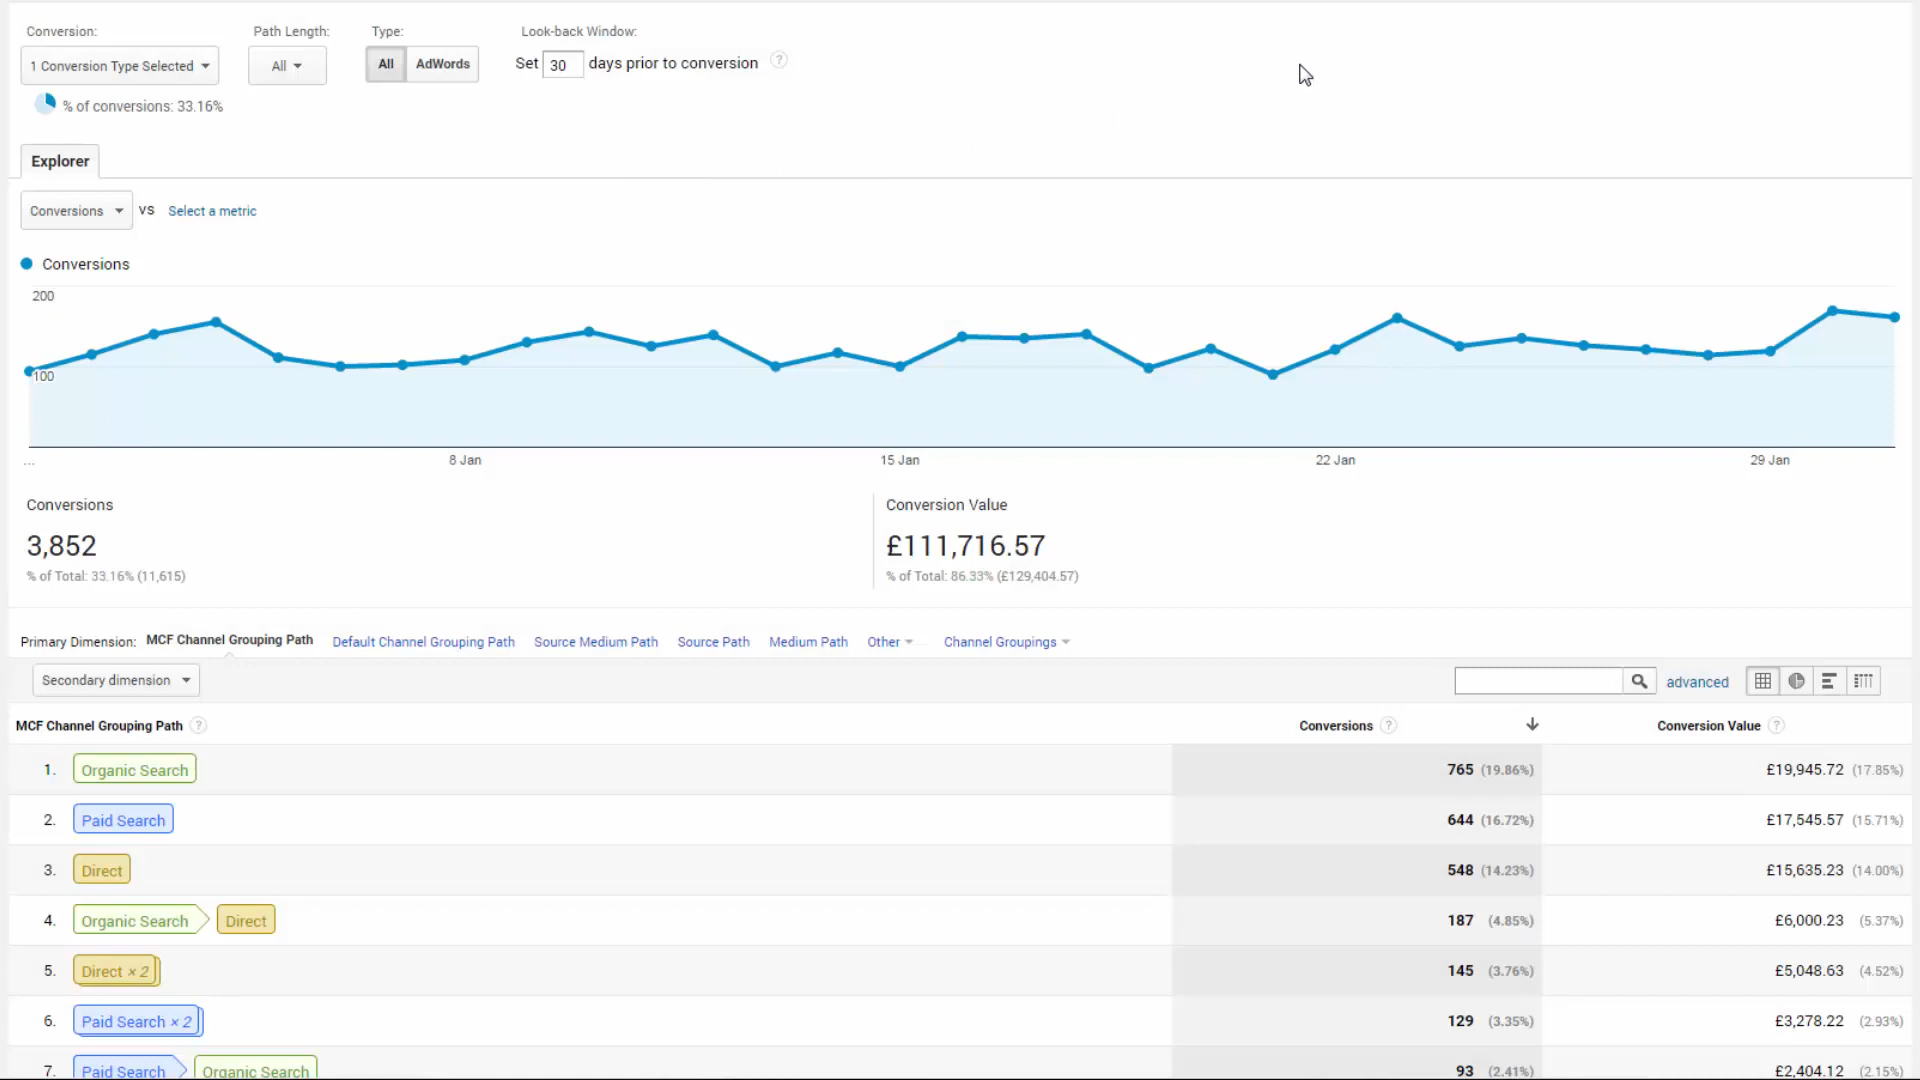 Conversion: Path Length: Type: Look-back Window:
1 Conversion Type Selected All All AdWords Set 30 days prior to conversion ?
% of conversions: 33.16%
Explorer
Conversions VS Select a metric
Conversions
200
100
... 8 Jan 15 Jan 22 Jan 29 Jan
Conversions Conversion Value
3,852 £111,716.57
% of Total: 33.16% (11,615) % of Total: 86.33% (£129,404.57)
Primary Dimension: MCF Channel Grouping Path Default Channel Grouping Path Source Medium Path Source Path Medium Path Other Channel Groupings
Secondary dimension advanced
MCF Channel Grouping Path ? Conversions ? Conversion Value ?
1. Organic Search 765 (19.86%) £19,945.72 (17.85%)
2. Paid Search 644 (16.72%) £17,545.57 (15.71%)
3. Direct 548 (14.23%) £15,635.23 (14.00%)
4. Organic Search Direct 187 (4.85%) £6,000.23 (5.37%)
5. Direct × 2 145 (3.76%) £5,048.63 (4.52%)
6. Paid Search × 2 129 (3.35%) £3,278.22 (2.93%)
7. Paid Search Organic Search 93 (2.41%) £2,404.12 (2.15%)